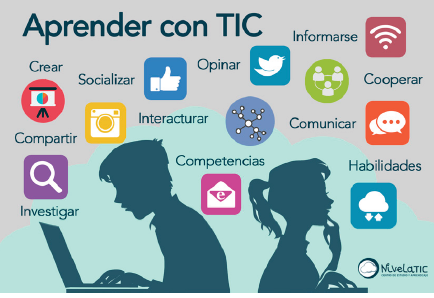 Aprender con TIC
Informarse
Crear
Opinar
Socializar
Cooperar
Interacturar
Comunicar
Compartir
Competencias
Habilidades
Investigar
NivelATIC